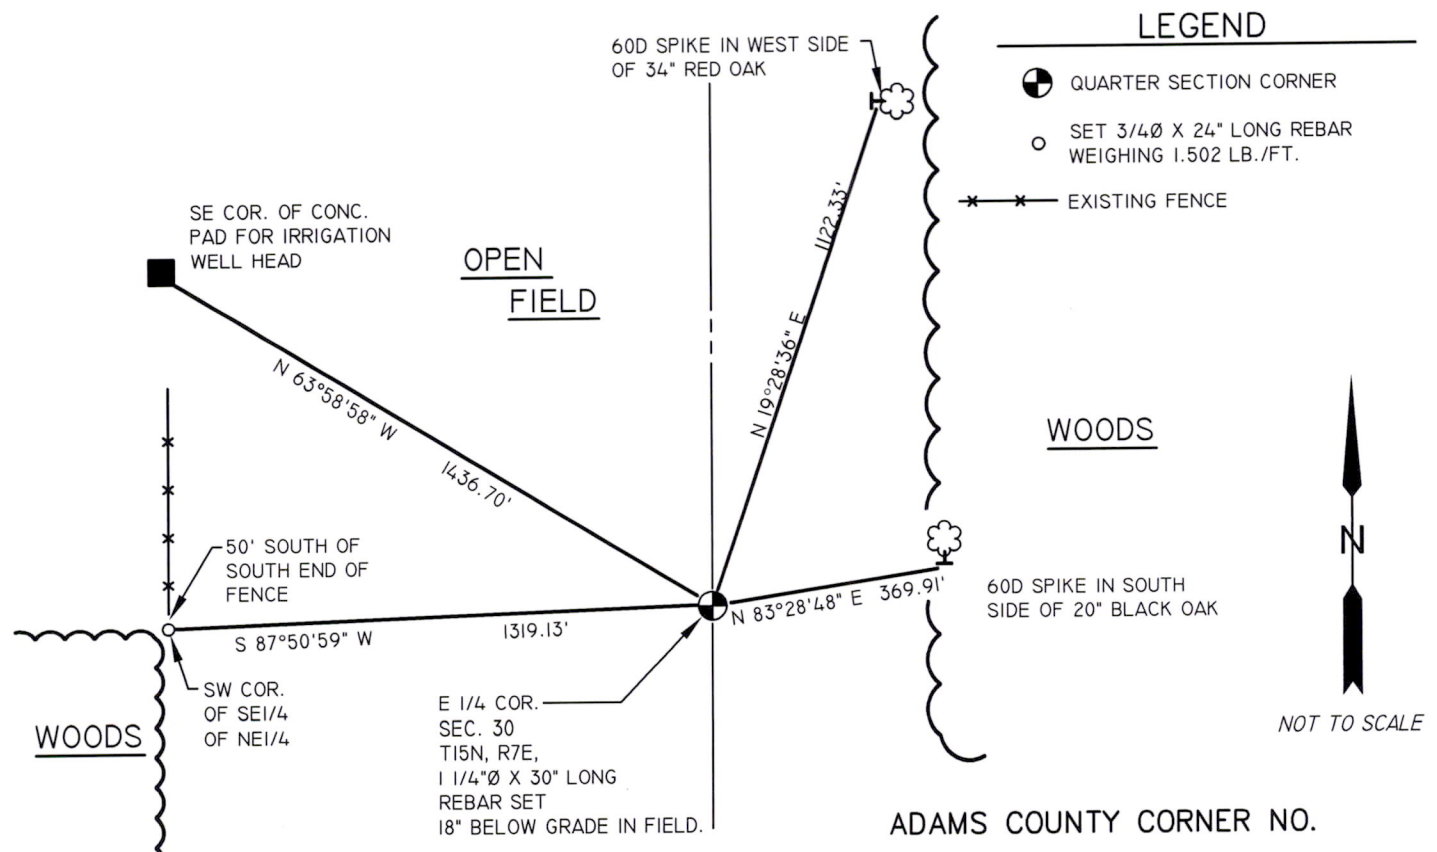 60D SPIKE IN WEST SIDE
OF 34" RED OAK
LEGEND
QUARTER SECTION CORNER
SET 3/4Ø X 24" LONG REBAR
WEIGHING 1.502 LB./FT.
EXISTING FENCE
SE COR. OF CONC.
PAD FOR IRRIGATION
WELL HEAD
OPEN
FIELD
1122.33'
N 19°28'36" E
N 63°58'58" W
1436.70'
WOODS
N
NOT TO SCALE
50' SOUTH OF
SOUTH END OF
FENCE
S 87°50'59" W
1319.13'
N 83°28'48" E 369.91'
60D SPIKE IN SOUTH
SIDE OF 20" BLACK OAK
SW COR.
OF SE1/4
OF NE1/4
WOODS
E 1/4 COR.
SEC. 30
T15N, R7E,
1 1/4"Ø X 30" LONG
REBAR SET
18" BELOW GRADE IN FIELD.
ADAMS COUNTY CORNER NO.